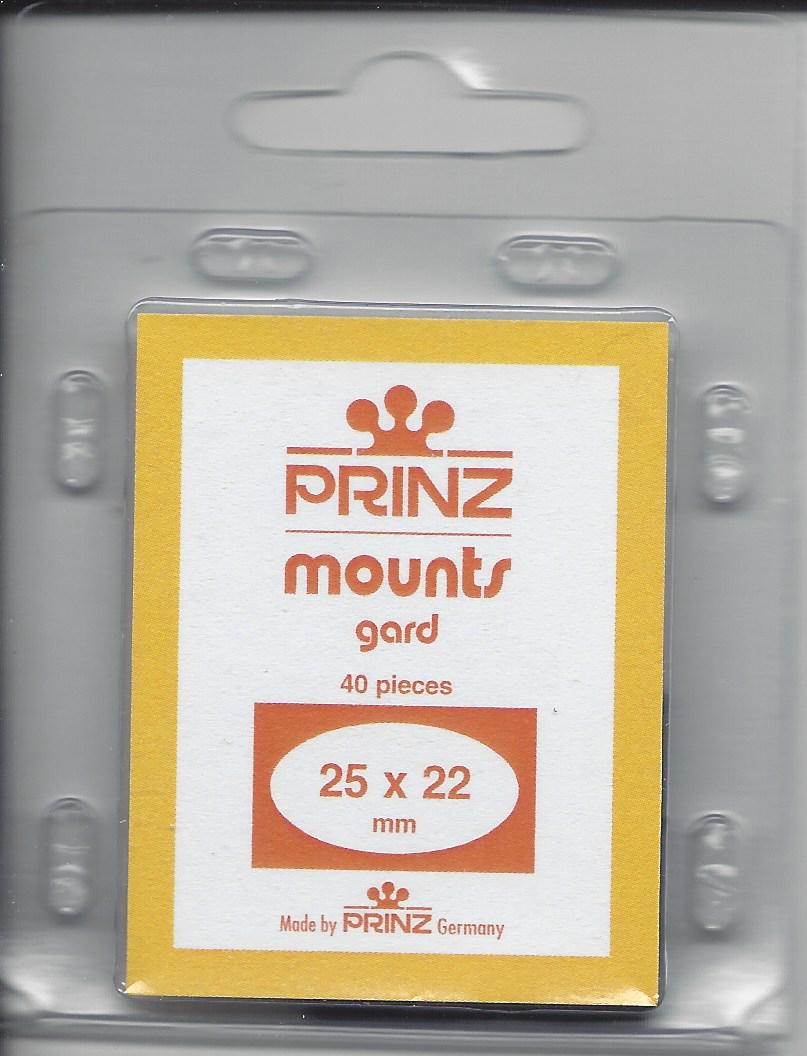 PRINZ
mounts
gard
40 pieces
25 x 22
mm
Made by PRINZ Germany